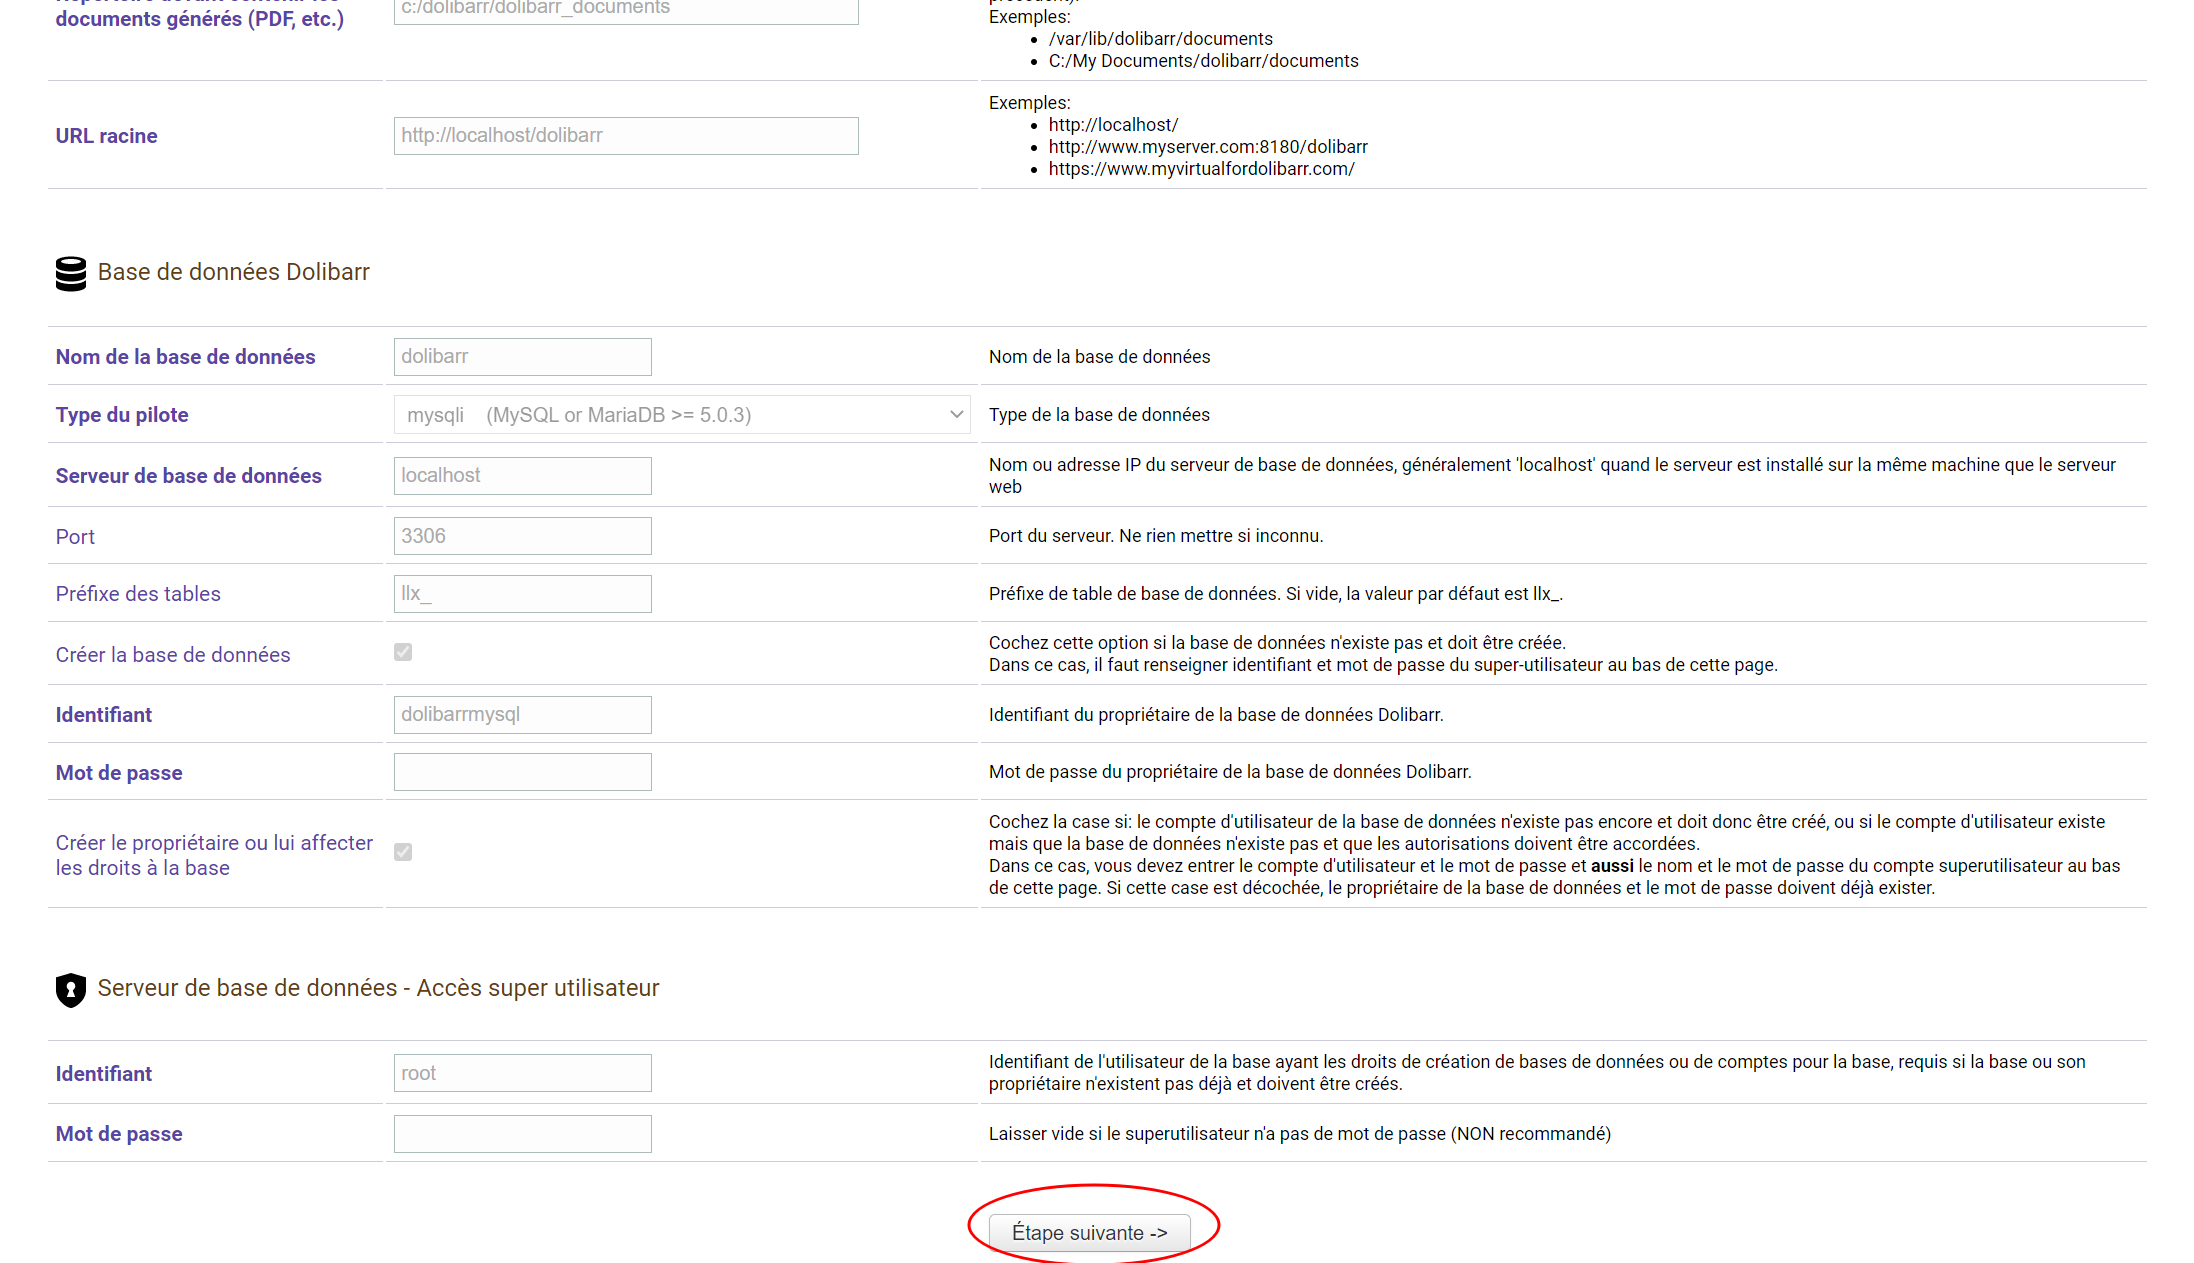 documents générés (PDF, etc.)
c:/dolibarr/dolibarr_documents
Exemples:
/var/lib/dolibarr/documents
C:/My Documents/dolibarr/documents
URL racine
http://localhost/dolibarr
Exemples:
http://localhost/
http://www.myserver.com:8180/dolibarr
https://www.myvirtualfordolibarr.com/
Base de données Dolibarr
Nom de la base de données
dolibarr
Nom de la base de données
Type du pilote
mysqli (MySQL or MariaDB >= 5.0.3)
Type de la base de données
Serveur de base de données
localhost
Nom ou adresse IP du serveur de base de données, généralement 'localhost' quand le serveur est installé sur la même machine que le serveur
web
Port
3306
Port du serveur. Ne rien mettre si inconnu.
Préfixe des tables
llx_
Préfixe de table de base de données. Si vide, la valeur par défaut est llx_.
Créer la base de données
Cochez cette option si la base de données n'existe pas et doit être créée.
Dans ce cas, il faut renseigner identifiant et mot de passe du super-utilisateur au bas de cette page.
Identifiant
dolibarrmysql
Identifiant du propriétaire de la base de données Dolibarr.
Mot de passe
Mot de passe du propriétaire de la base de données Dolibarr.
Créer le propriétaire ou lui affecter
les droits à la base
Cochez la case si: le compte d'utilisateur de la base de données n'existe pas encore et doit donc être créé, ou si le compte d'utilisateur existe
mais que la base de données n'existe pas et que les autorisations doivent être accordées.
Dans ce cas, vous devez entrer le compte d'utilisateur et le mot de passe et aussi le nom et le mot de passe du compte superutilisateur au bas
de cette page. Si cette case est décochée, le propriétaire de la base de données et le mot de passe doivent déjà exister.
Serveur de base de données - Accès super utilisateur
Identifiant
root
Identifiant de l'utilisateur de la base ayant les droits de création de bases de données ou de comptes pour la base, requis si la base ou son
propriétaire n'existent pas déjà et doivent être créés.
Mot de passe
Laisser vide si le superutilisateur n'a pas de mot de passe (NON recommandé)
Étape suivante ->